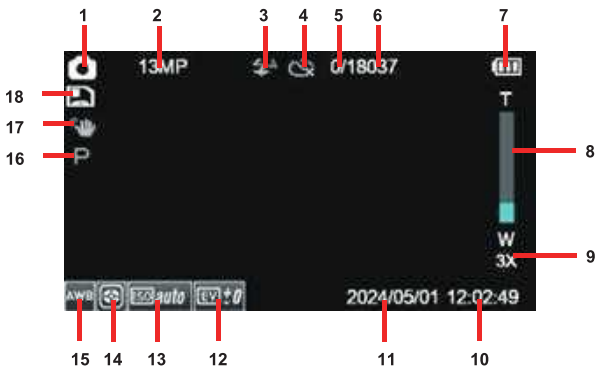 1 2 3 4 5 6 7
13MP 0/18037
18 T
17
16 P 8
W
3X 9
AWB ISO auto EV ±0 2024/05/01 12:02:49
15 14 13 12 11 10